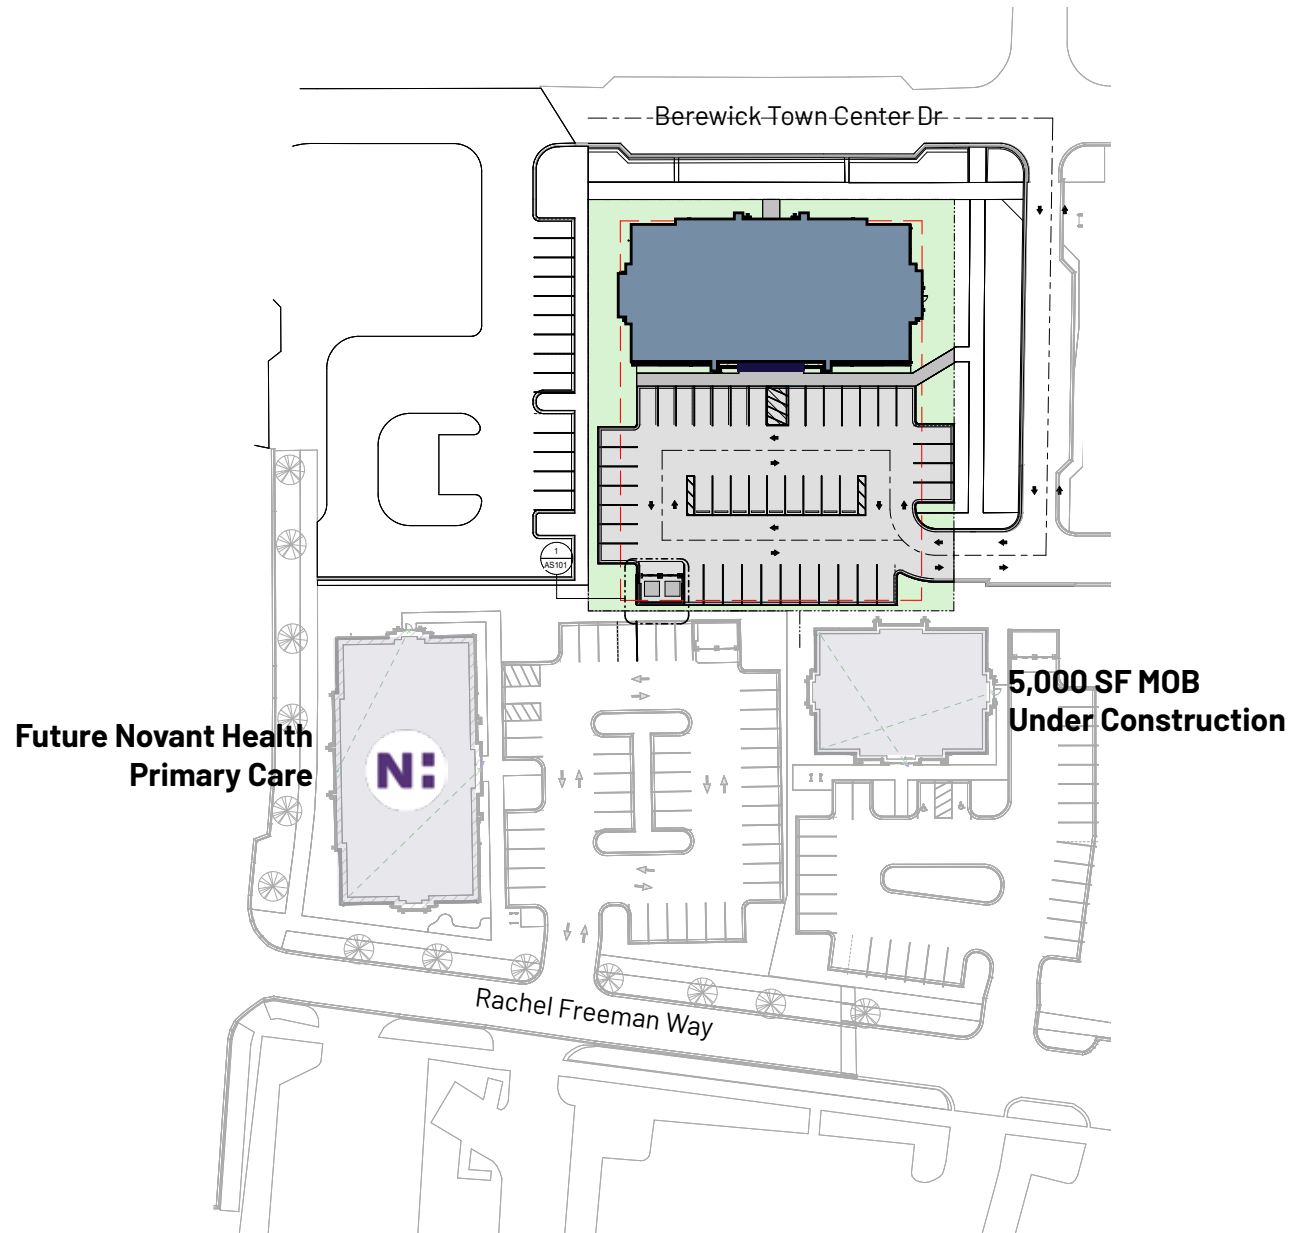 Berewick Town Center Dr
1
AS101
5,000 SF MOB
Under Construction
Future Novant Health
Primary Care
N:
Rachel Freeman Way